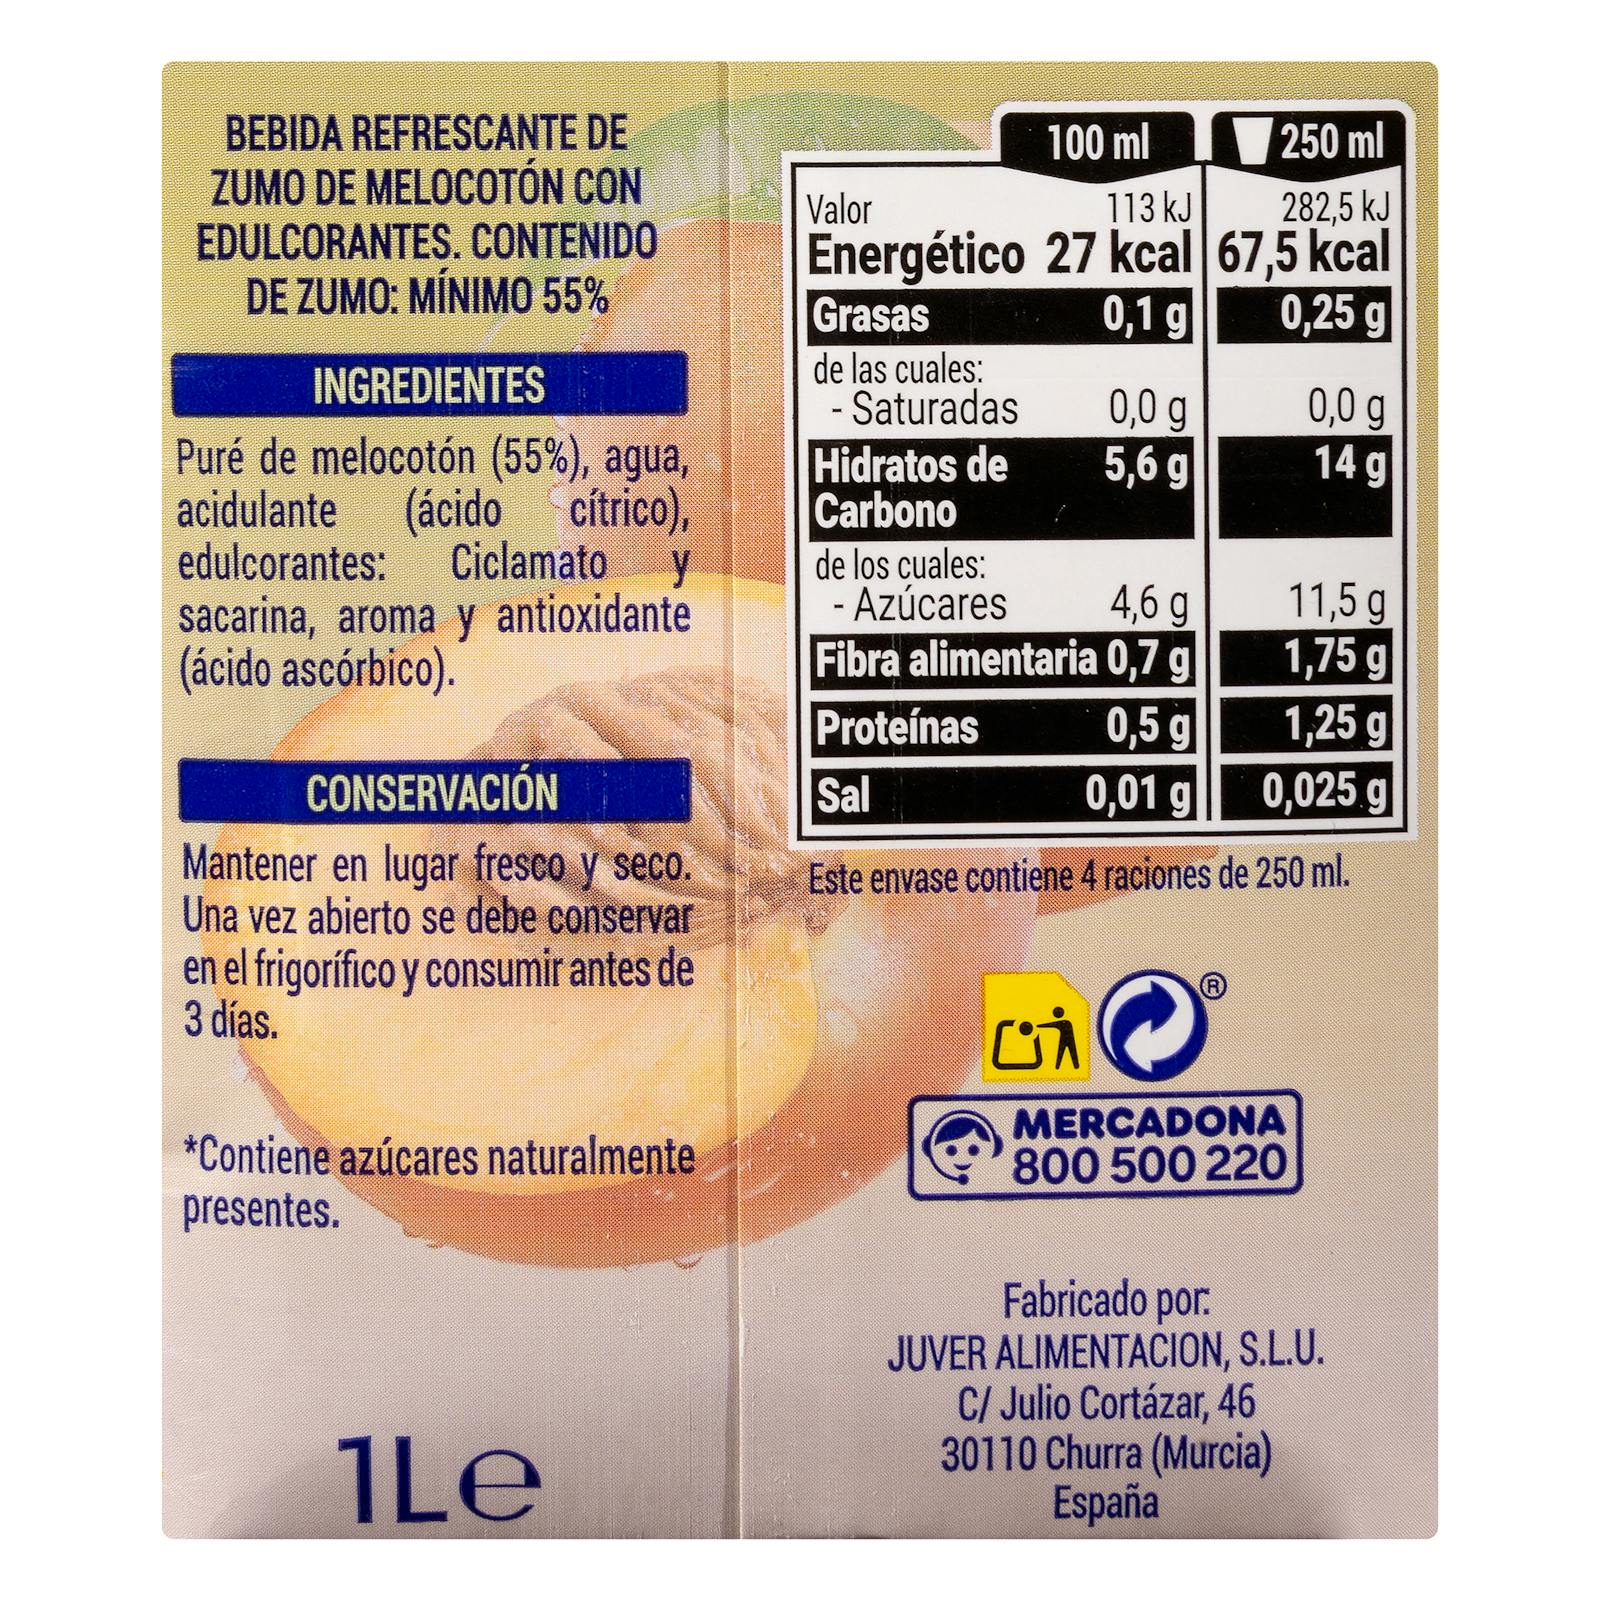 BEBIDA REFRESCANTE DE
ZUMO DE MELOCOTÓN CON
EDULCORANTES. CONTENIDO
DE ZUMO: MÍNIMO 55%
INGREDIENTES
Puré de melocotón (55%), agua,
acidulante (ácido cítrico),
edulcorantes: Ciclamato y
sacarina, aroma y antioxidante
(ácido ascórbico).
CONSERVACIÓN
Mantener en lugar fresco y seco.
Una vez abierto se debe conservar
en el frigorífico y consumir antes de
3 días.
*Contiene azúcares naturalmente
presentes.
1L℮
100 ml 250 ml
Valor 113 kJ 282,5 kJ
Energético 27 kcal 67,5 kcal
Grasas 0,1 g 0,25 g
de las cuales:
- Saturadas 0,0 g 0,0 g
Hidratos de 5,6 g 14 g
Carbono
de los cuales:
- Azúcares 4,6 g 11,5 g
Fibra alimentaria 0,7 g 1,75 g
Proteínas 0,5 g 1,25 g
Sal 0,01 g 0,025 g
Este envase contiene 4 raciones de 250 ml.
®
MERCADONA
800 500 220
Fabricado por:
JUVER ALIMENTACION, S.L.U.
C/ Julio Cortázar, 46
30110 Churra (Murcia)
España